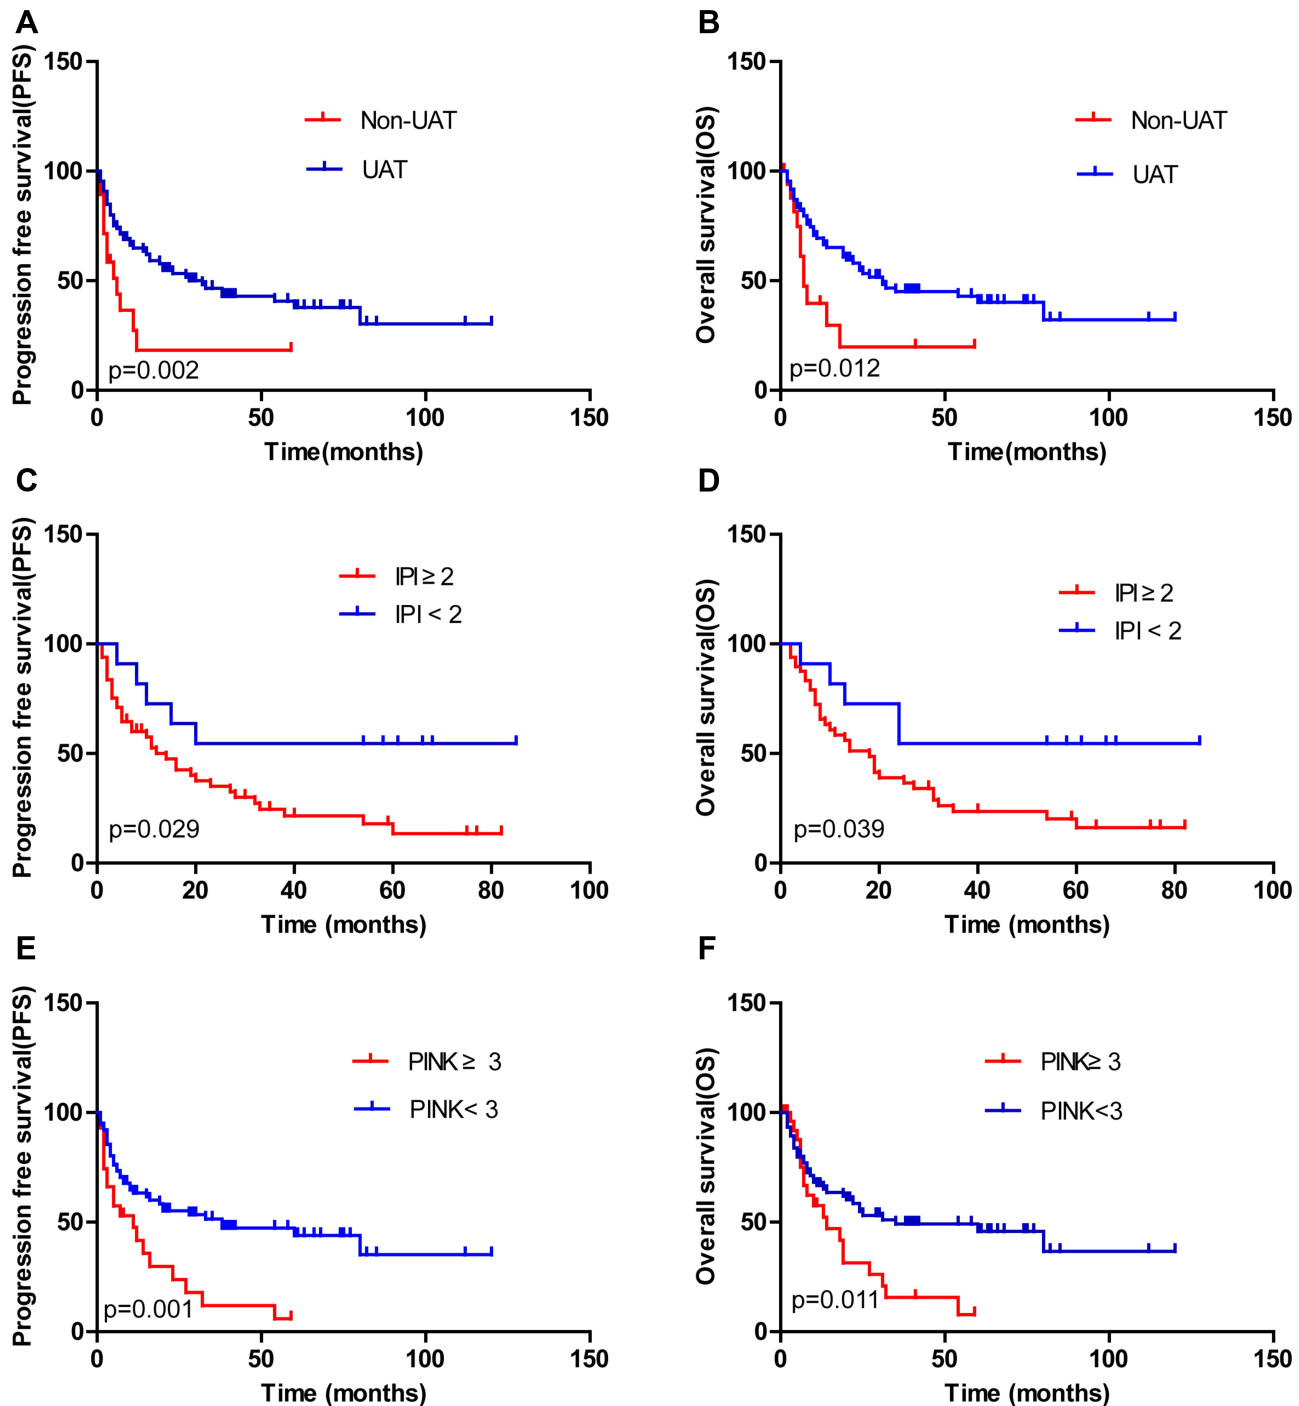 A
Progression free survival(PFS)
150
100
50
0
Non-UAT
UAT
p=0.002
0 50 100 150
Time(months)
B
Overall survival(OS)
150
100
50
0
Non-UAT
UAT
p=0.012
0 50 100 150
Time(months)
C
Progression free survival(PFS)
150
100
50
0
IPI ≥ 2
IPI < 2
p=0.029
0 20 40 60 80 100
Time (months)
D
Overall survival(OS)
150
100
50
0
IPI ≥ 2
IPI < 2
p=0.039
0 20 40 60 80 100
Time (months)
E
Progression free survival(PFS)
150
100
50
0
PINK ≥ 3
PINK < 3
p=0.001
0 50 100 150
Time (months)
F
Overall survival(OS)
150
100
50
0
PINK≥ 3
PINK<3
p=0.011
0 50 100 150
Time (months)